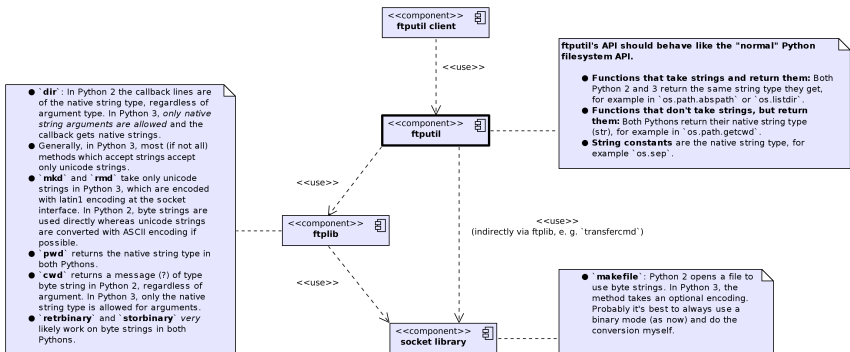 <<component>>
ftputil client
<<use>>
ftputil's API should behave like the "normal" Python
filesystem API.
● Functions that take strings and return them: Both
Python 2 and 3 return the same string type they get,
for example in `os.path.abspath` or `os.listdir`.
● Functions that don't take strings, but return
them: Both Pythons return their native string type
(str), for example in `os.path.getcwd`.
● String constants are the native string type, for
example `os.sep`.
● `dir`: In Python 2 the callback lines are
of the native string type, regardless of
argument type. In Python 3, only native
string arguments are allowed and the
callback gets native strings.
● Generally, in Python 3, most (if not all)
methods which accept strings accept
only unicode strings.
● `mkd` and `rmd` take only unicode
strings in Python 3, which are encoded
with latin1 encoding at the socket
interface. In Python 2, byte strings are
used directly whereas unicode strings
are converted with ASCII encoding if
possible.
● `pwd` returns the native string type in
both Pythons.
● `cwd` returns a message (?) of type
byte string in Python 2, regardless of
argument. In Python 3, only the native
string type is allowed for arguments.
● `retrbinary` and `storbinary` very
likely work on byte strings in both
Pythons.
<<component>>
ftputil
<<use>>
<<component>>
ftplib
<<use>>
(indirectly via ftplib, e. g. `transfercmd`)
<<use>>
● `makefile`: Python 2 opens a file to
use byte strings. In Python 3, the
method takes an optional encoding.
Probably it's best to always use a
binary mode (as now) and do the
conversion myself.
<<component>>
socket library